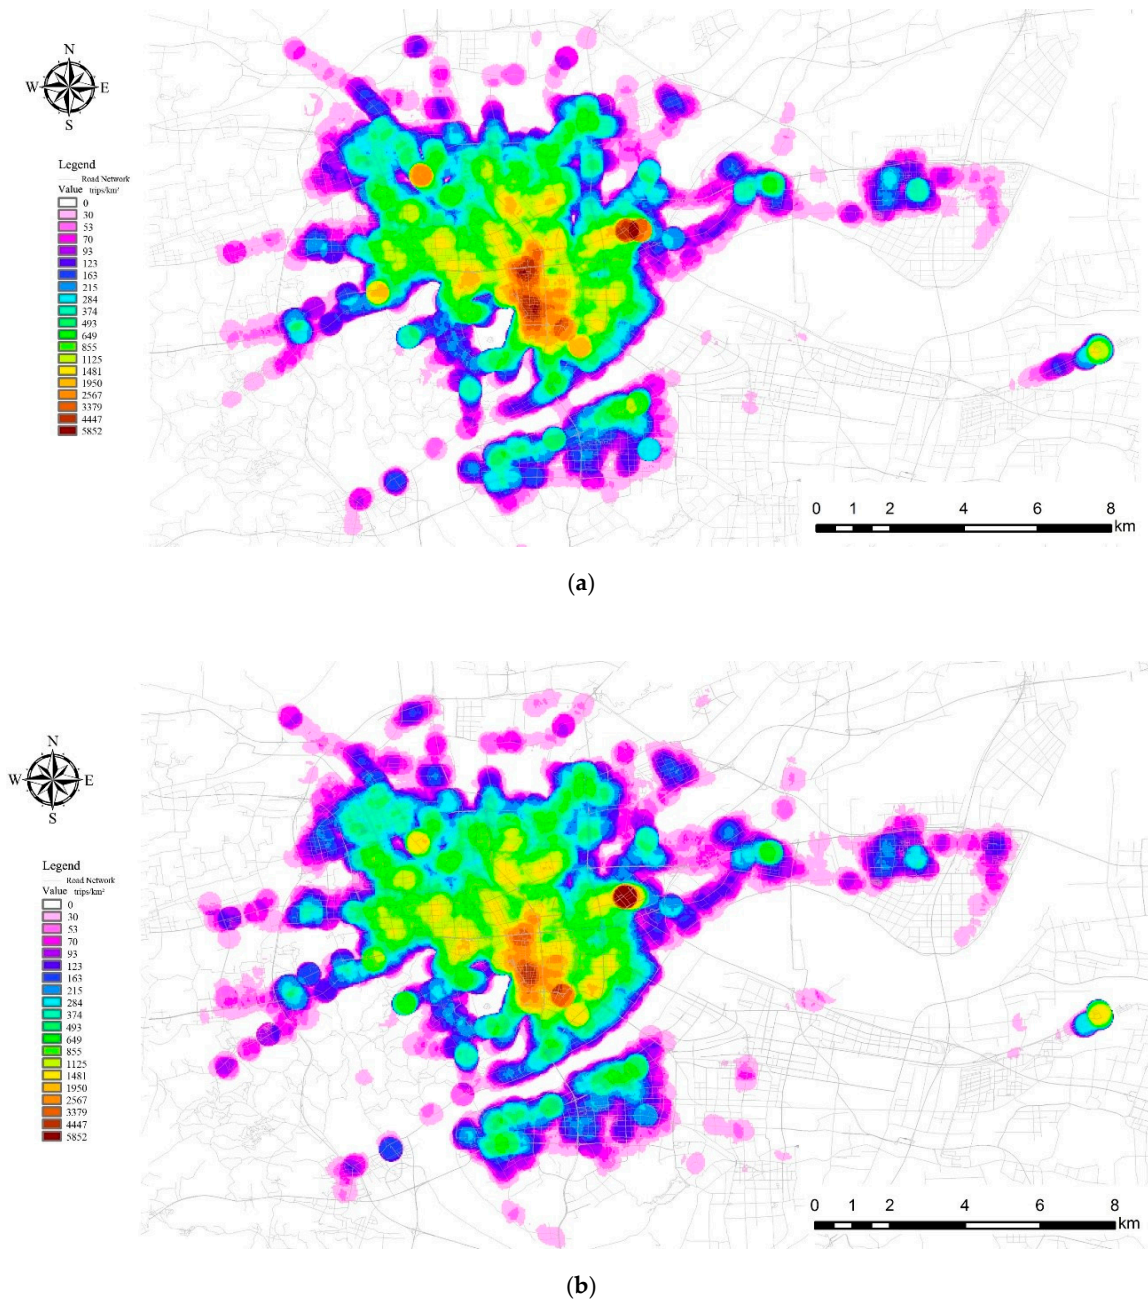 N
W E
S
Legend
Road Network
Value trips/km²
0
30
53
70
93
123
163
215
284
374
493
649
855
1125
1481
1950
2567
3379
4447
5852
0 1 2 4 6 8
km
(a)
N
W E
S
Legend
Road Network
Value trips/km²
0
30
53
70
93
123
163
215
284
374
493
649
855
1125
1481
1950
2567
3379
4447
5852
0 1 2 4 6 8
km
(b)